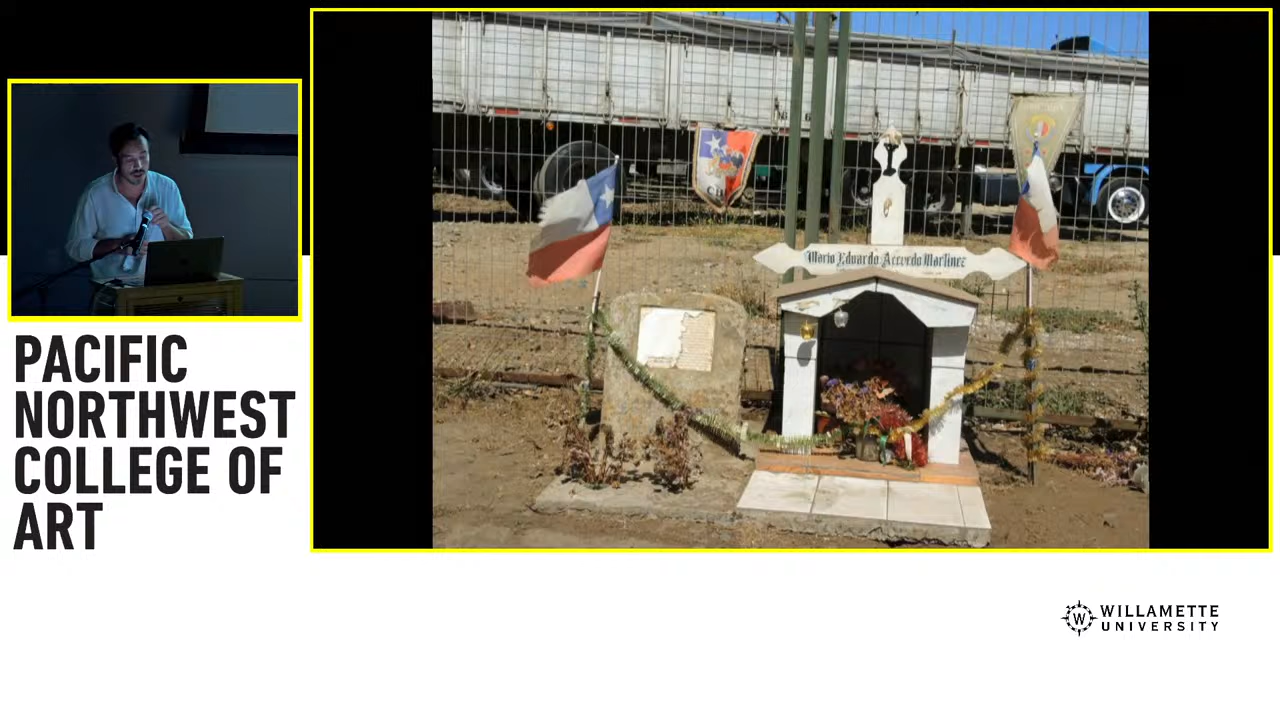 PACIFIC
NORTHWEST
COLLEGE OF
ART
Mario Eduardo Acevedo Martinez
W
WILLAMETTE
UNIVERSITY